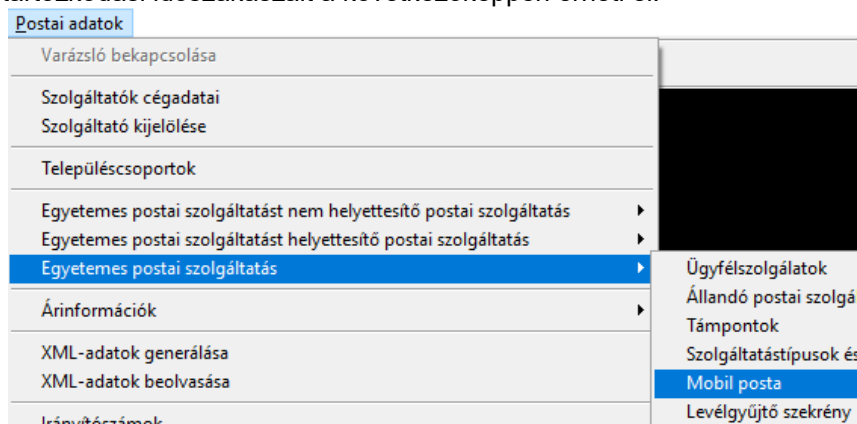 Postai adatok
Varázsló bekapcsolása
Szolgáltatók cégadatai
Szolgáltató kijelölése
Településcsoportok
Egyetemes postai szolgáltatást nem helyettesítő postai szolgáltatás
Egyetemes postai szolgáltatást helyettesítő postai szolgáltatás
Egyetemes postai szolgáltatás
Árinformációk
XML-adatok generálása
XML-adatok beolvasása
Irányítószámok
Ügyfélszolgálatok
Állandó postai szolgál
Támpontok
Szolgáltatástípusok és
Mobil posta
Levélgyűjtő szekrény